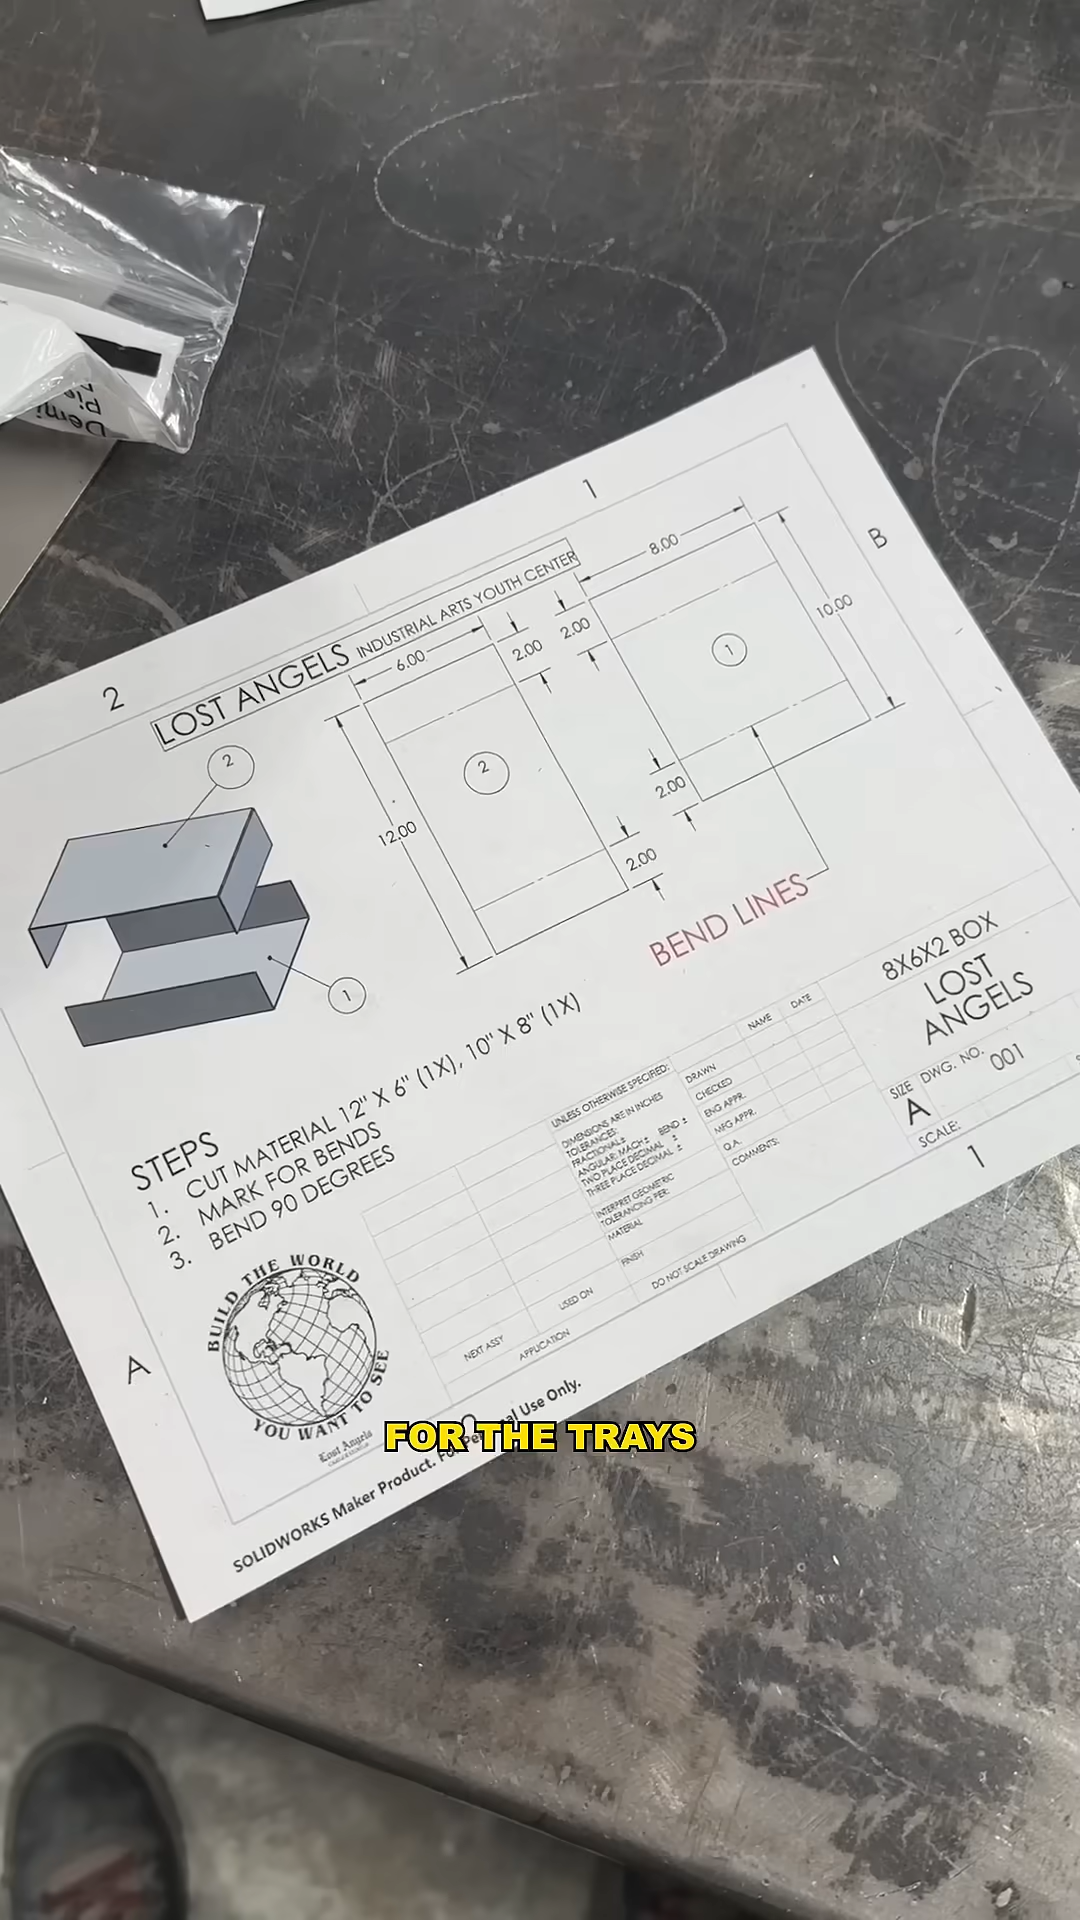 Demi
1
2
B
LOST ANGELS INDUSTRIAL ARTS YOUTH CENTER
6.00
2.00
2.00
8.00
10.00
12.00
2
1
2.00
2.00
2
1
BEND LINES
STEPS
1. CUT MATERIAL 12" X 6" (1X), 10" X 8" (1X)
2. MARK FOR BENDS
3. BEND 90 DEGREES
UNLESS OTHERWISE SPECIFIED:
DIMENSIONS ARE IN INCHES
TOLERANCES:
FRACTIONAL±
ANGULAR: MACH± BEND ±
TWO PLACE DECIMAL ±
THREE PLACE DECIMAL ±
INTERPRET GEOMETRIC
TOLERANCING PER:
MATERIAL
FINISH
DO NOT SCALE DRAWING
NEXT ASSY
USED ON
APPLICATION
NAME
DATE
DRAWN
CHECKED
ENG APPR.
MFG APPR.
Q.A.
COMMENTS:
8X6X2 BOX
LOST
ANGELS
SIZE
A
DWG. NO.
001
SCALE:
1
A
BUILD THE WORLD
YOU WANT TO SEE
Lost Angels
SOLIDWORKS Maker Product. For Personal Use Only.
FOR THE TRAYS